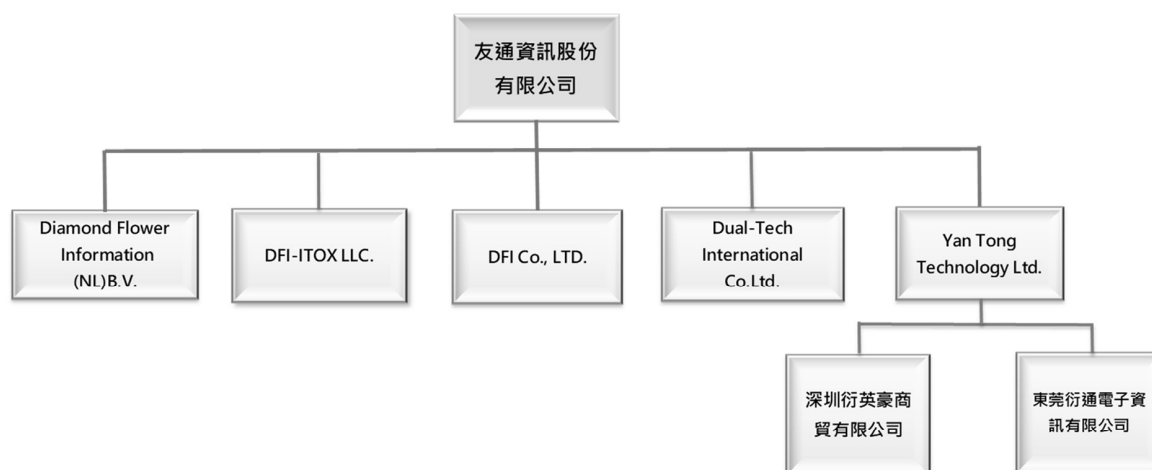 友通資訊股份
有限公司
Diamond Flower
Information
(NL)B.V.
DFI-ITOX LLC.
DFI Co., LTD.
Dual-Tech
International
Co.Ltd.
Yan Tong
Technology Ltd.
深圳衍英豪商
貿有限公司
東莞衍通電子資
訊有限公司